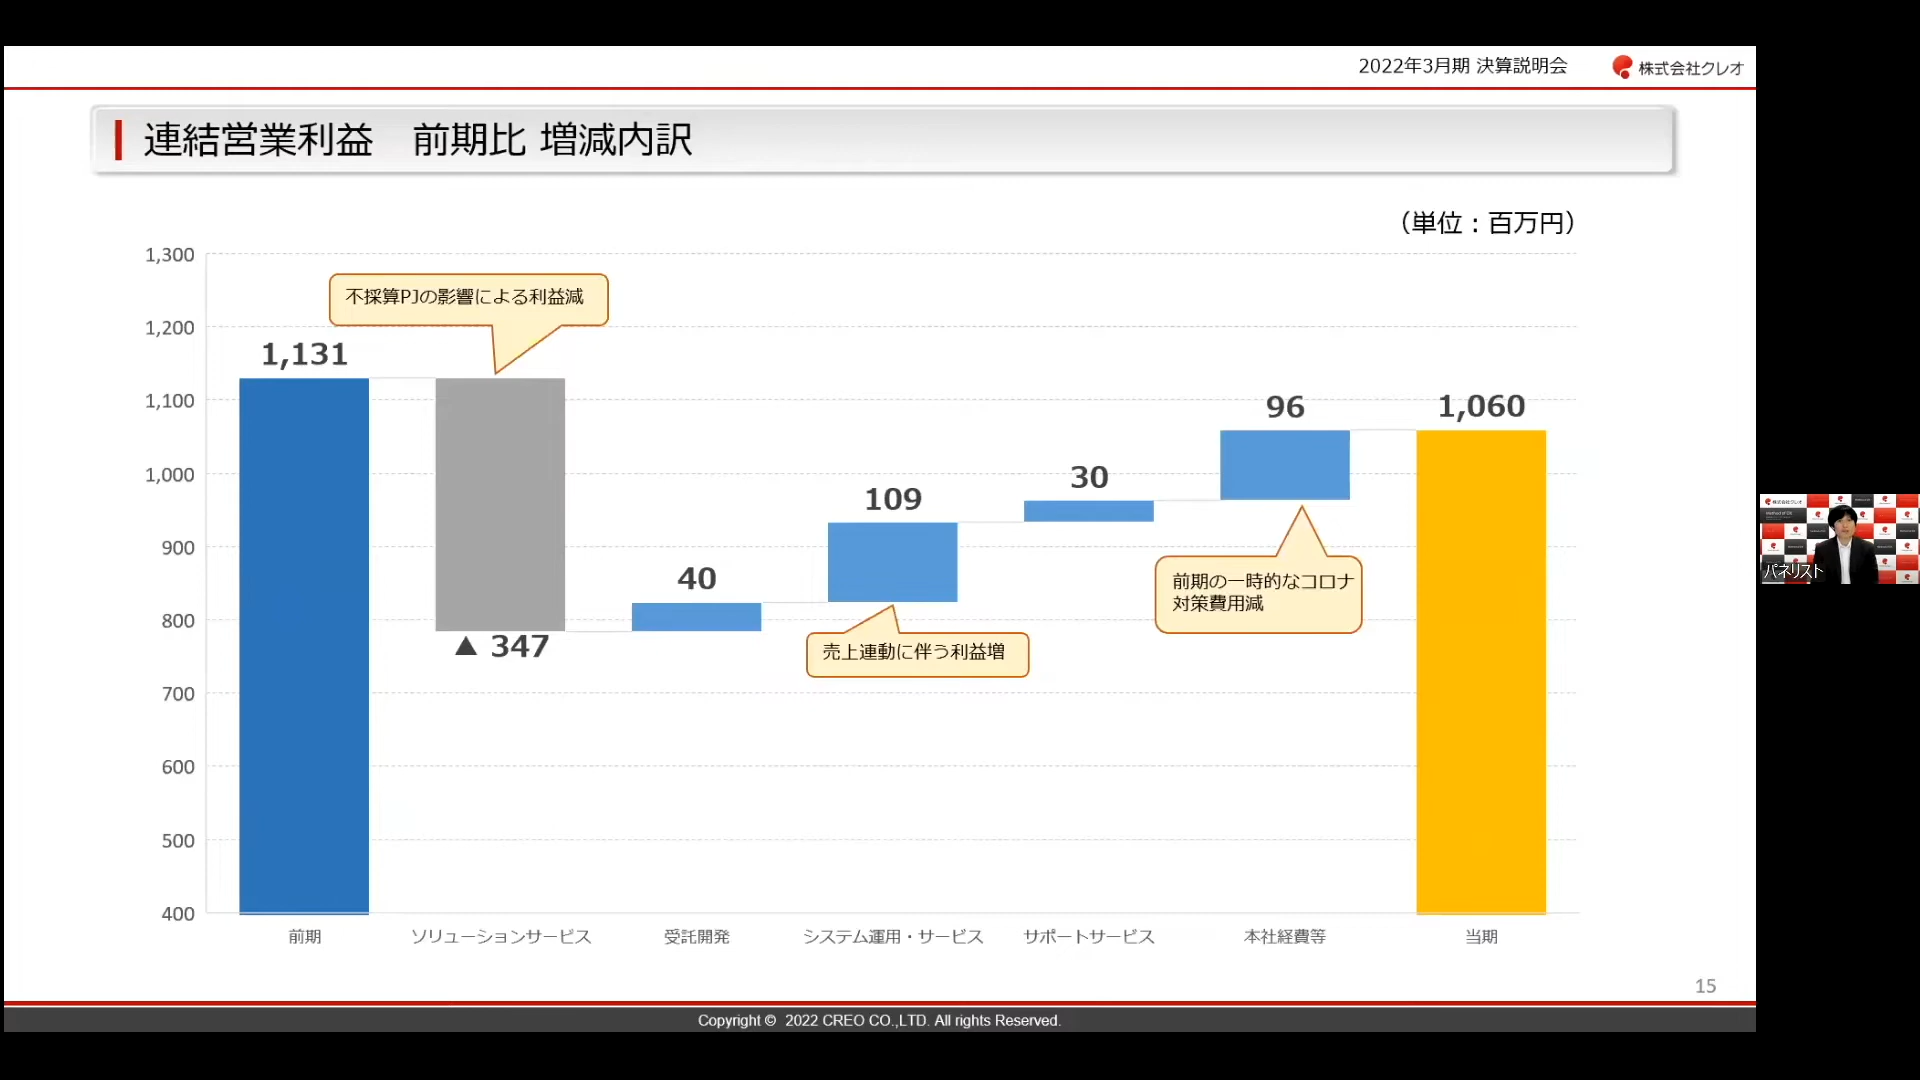 2022年3月期 決算説明会
株式会社クレオ
連結営業利益 前期比 増減内訳
（単位：百万円）
1,300
1,200
1,100
1,000
900
800
700
600
500
400
不採算PJの影響による利益減
1,131
▲ 347
40
109
30
96
1,060
売上連動に伴う利益増
前期の一時的なコロナ
対策費用減
前期
ソリューションサービス
受託開発
システム運用・サービス
サポートサービス
本社経費等
当期
15
Copyright © 2022 CREO CO.,LTD. All rights Reserved.
株式会社クレオ
パネリスト